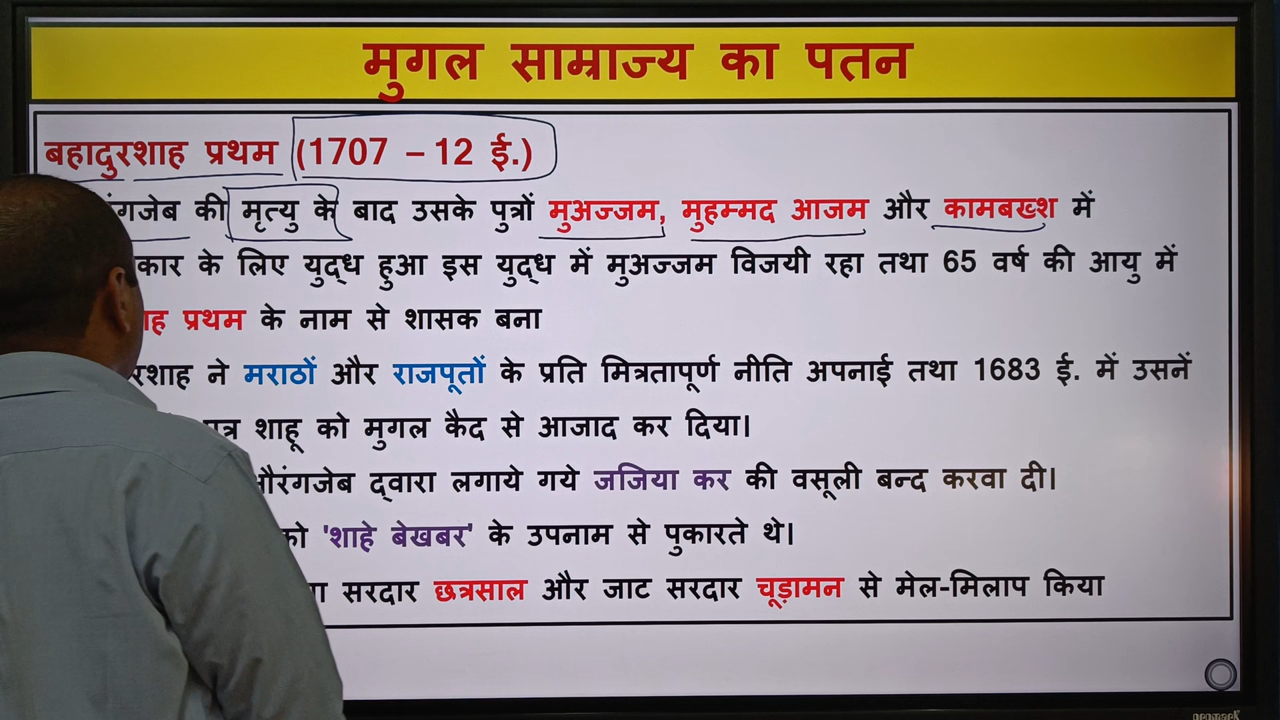 मुगल साम्राज्य का पतन
बहादुरशाह प्रथम (1707 – 12 ई.)
की मृत्यु के बाद उसके पुत्रों मुअज्जम, मुहम्मद आजम और कामबख्श में
के लिए युद्ध हुआ इस युद्ध में मुअज्जम विजयी रहा तथा 65 वर्ष की आयु में
प्रथम के नाम से शासक बना
ने मराठों और राजपूतों के प्रति मित्रतापूर्ण नीति अपनाई तथा 1683 ई. में उसनें
शाहू को मुगल कैद से आजाद कर दिया।
औरंगजेब द्वारा लगाये गये जजिया कर की वसूली बन्द करवा दी।
को 'शाहे बेखबर' के उपनाम से पुकारते थे।
सरदार छत्रसाल और जाट सरदार चूड़ामन से मेल-मिलाप किया